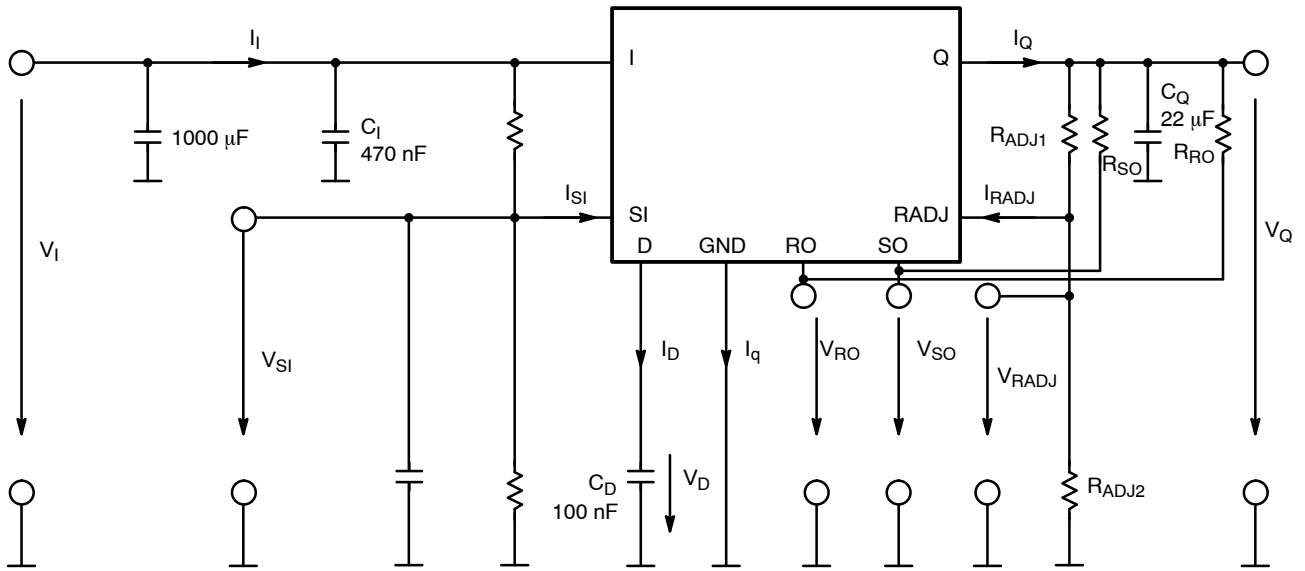 I_I
I_Q
I
Q
1000 μF
C_I
470 nF
R_ADJ1
R_SO
C_Q
22 μF
R_RO
I_SI
I_RADJ
SI
RADJ
D
GND
RO
SO
V_I
V_Q
V_SI
I_D
I_q
V_RO
V_SO
V_RADJ
C_D
100 nF
V_D
R_ADJ2